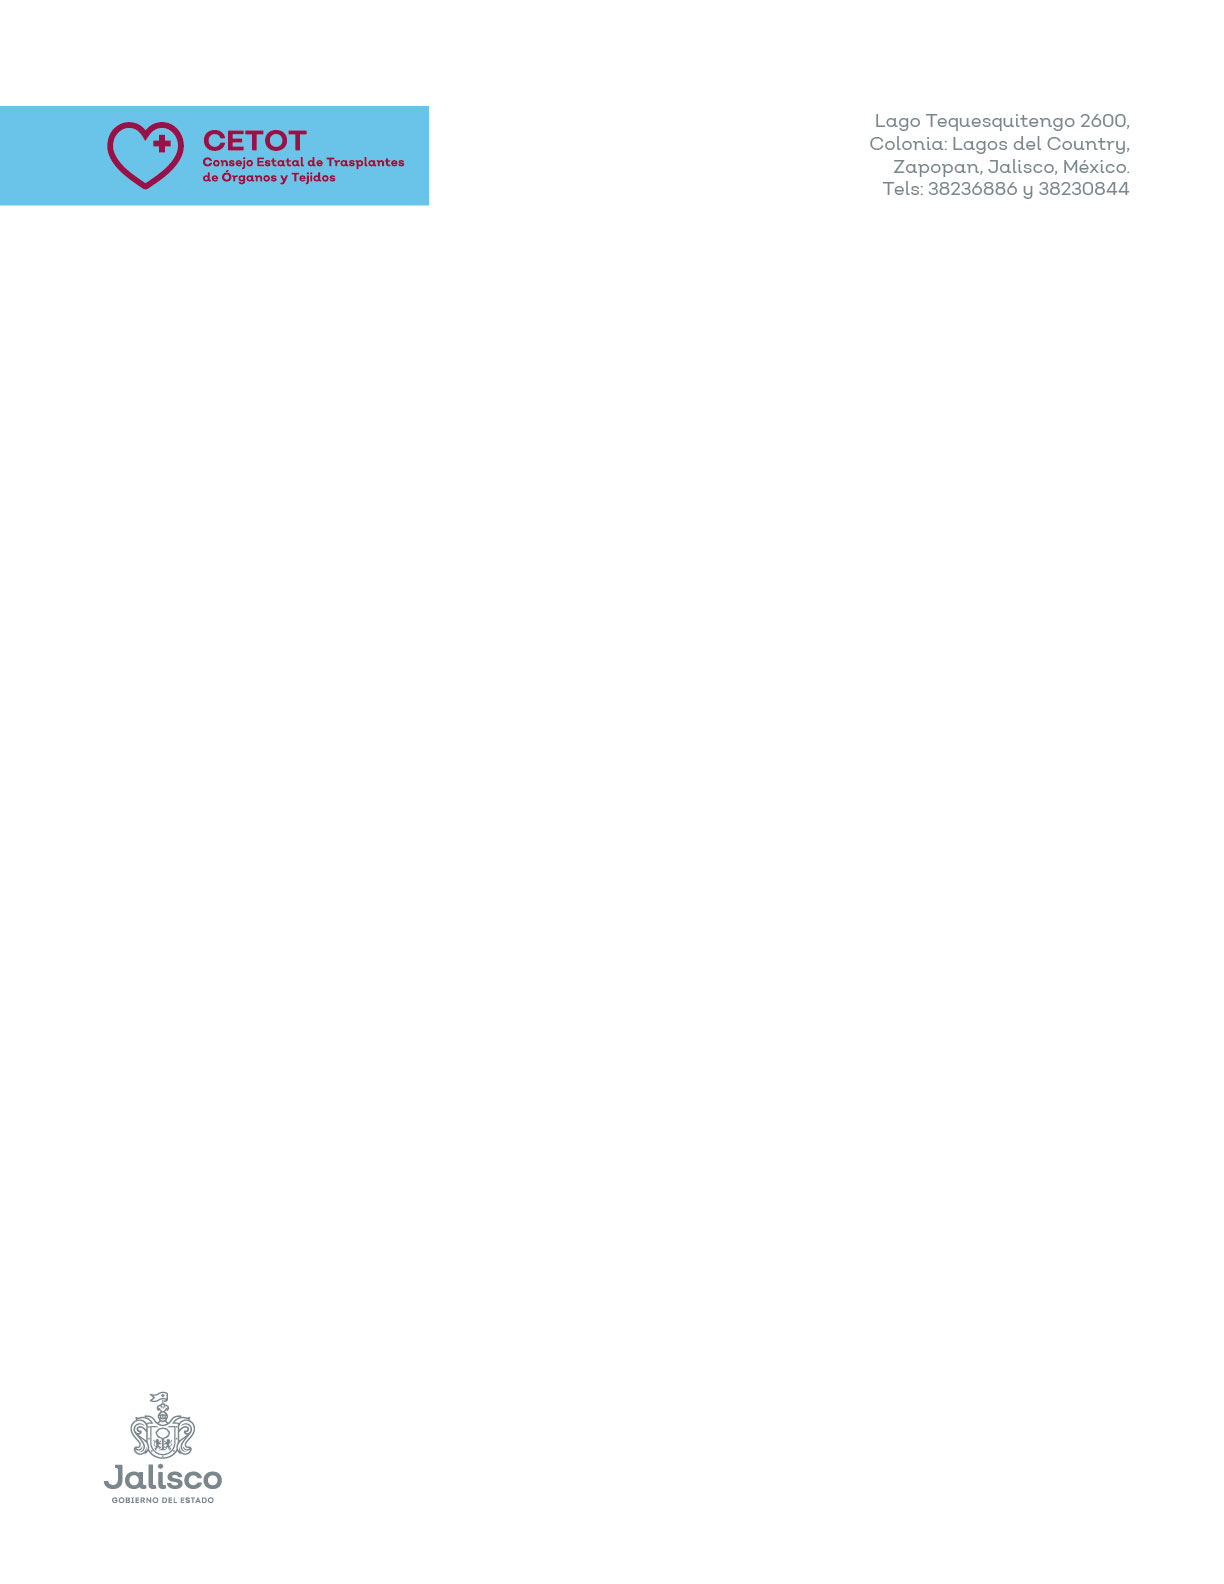 CETOT
Consejo Estatal de Trasplantes
de Órganos y Tejidos
Lago Tequesquitengo 2600,
Colonia: Lagos del Country,
Zapopan, Jalisco, México.
Tels: 38236886 y 38230844
Jalisco
GOBIERNO DEL ESTADO